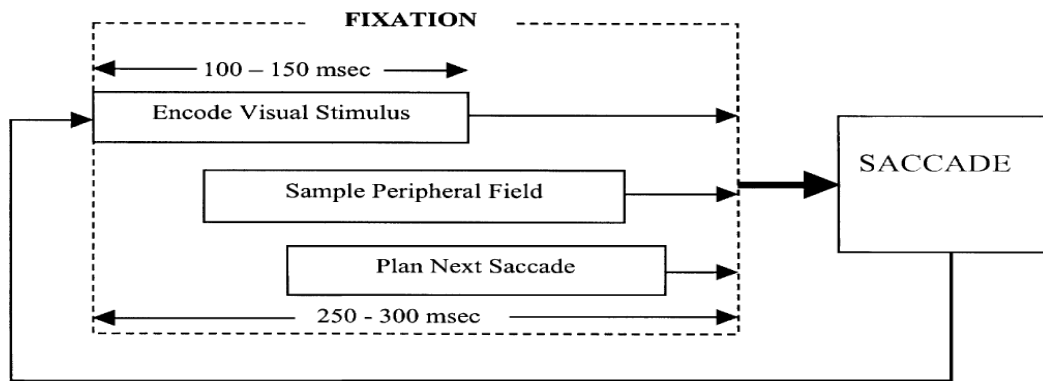 FIXATION
100 – 150 msec
Encode Visual Stimulus
SACCADE
Sample Peripheral Field
Plan Next Saccade
250 - 300 msec